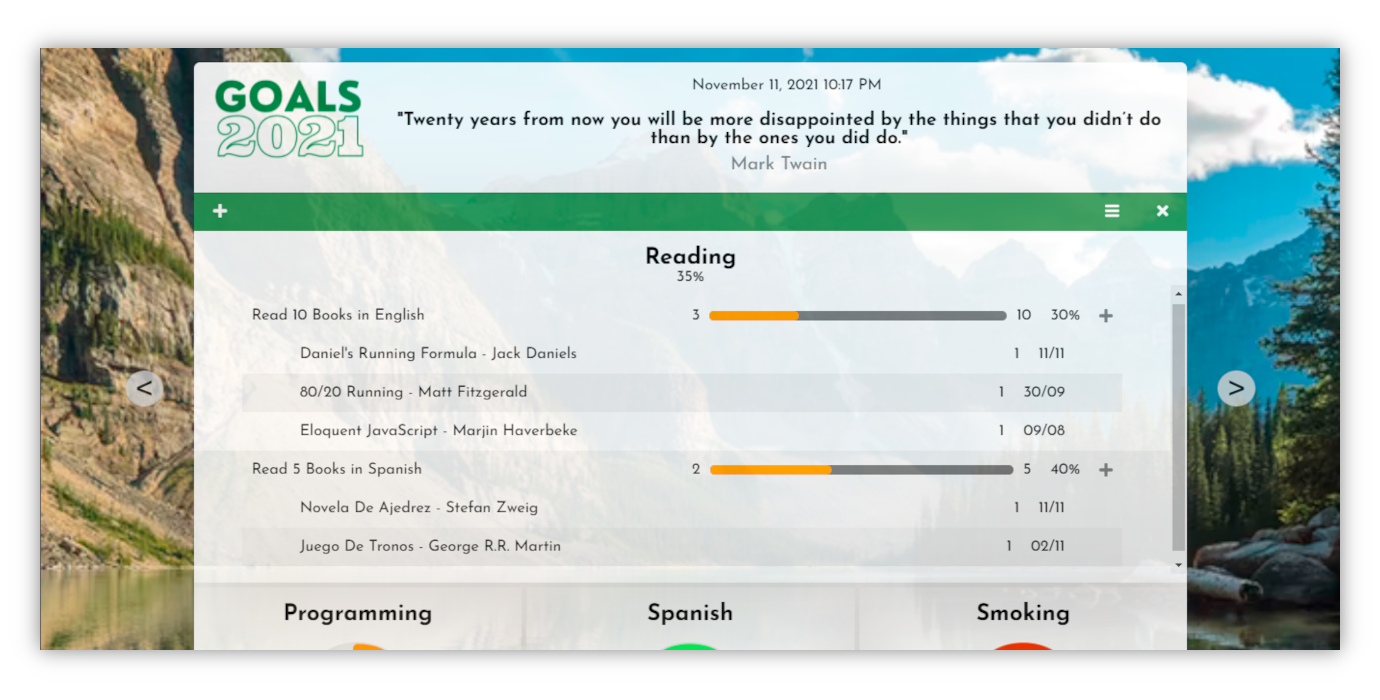 GOALS
2021
November 11, 2021 10:17 PM
"Twenty years from now you will be more disappointed by the things that you didn't do
than by the ones you did do."
Mark Twain
Reading
35%
Read 10 Books in English 3 10 30% +
Daniel's Running Formula - Jack Daniels 1 11/11
80/20 Running - Matt Fitzgerald 1 30/09
Eloquent JavaScript - Marjin Haverbeke 1 09/08
< >
Read 5 Books in Spanish 2 5 40% +
Novela De Ajedrez - Stefan Zweig 1 11/11
Juego De Tronos - George R.R. Martin 1 02/11
Programming Spanish Smoking